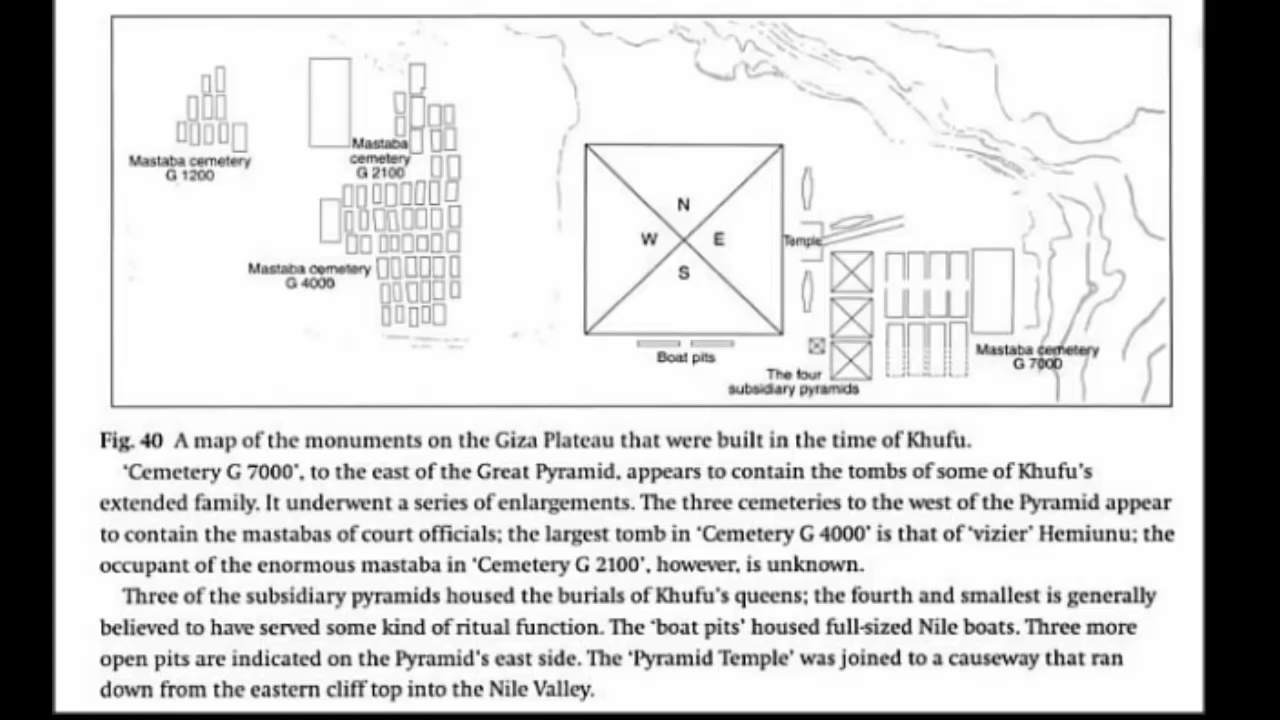 Mastaba cemetery
G 1200
Mastaba
cemetery
G 2100
Mastaba cemetery
G 4000
N
W
E
S
Temple
Boat pits
The four
subsidiary pyramids
Mastaba cemetery
G 7000
Fig. 40 A map of the monuments on the Giza Plateau that were built in the time of Khufu.
‘Cemetery G 7000’, to the east of the Great Pyramid, appears to contain the tombs of some of Khufu’s
extended family. It underwent a series of enlargements. The three cemeteries to the west of the Pyramid appear
to contain the mastabas of court officials; the largest tomb in ‘Cemetery G 4000’ is that of ‘vizier’ Hemiunu; the
occupant of the enormous mastaba in ‘Cemetery G 2100’, however, is unknown.
Three of the subsidiary pyramids housed the burials of Khufu’s queens; the fourth and smallest is generally
believed to have served some kind of ritual function. The ‘boat pits’ housed full-sized Nile boats. Three more
open pits are indicated on the Pyramid’s east side. The ‘Pyramid Temple’ was joined to a causeway that ran
down from the eastern cliff top into the Nile Valley.